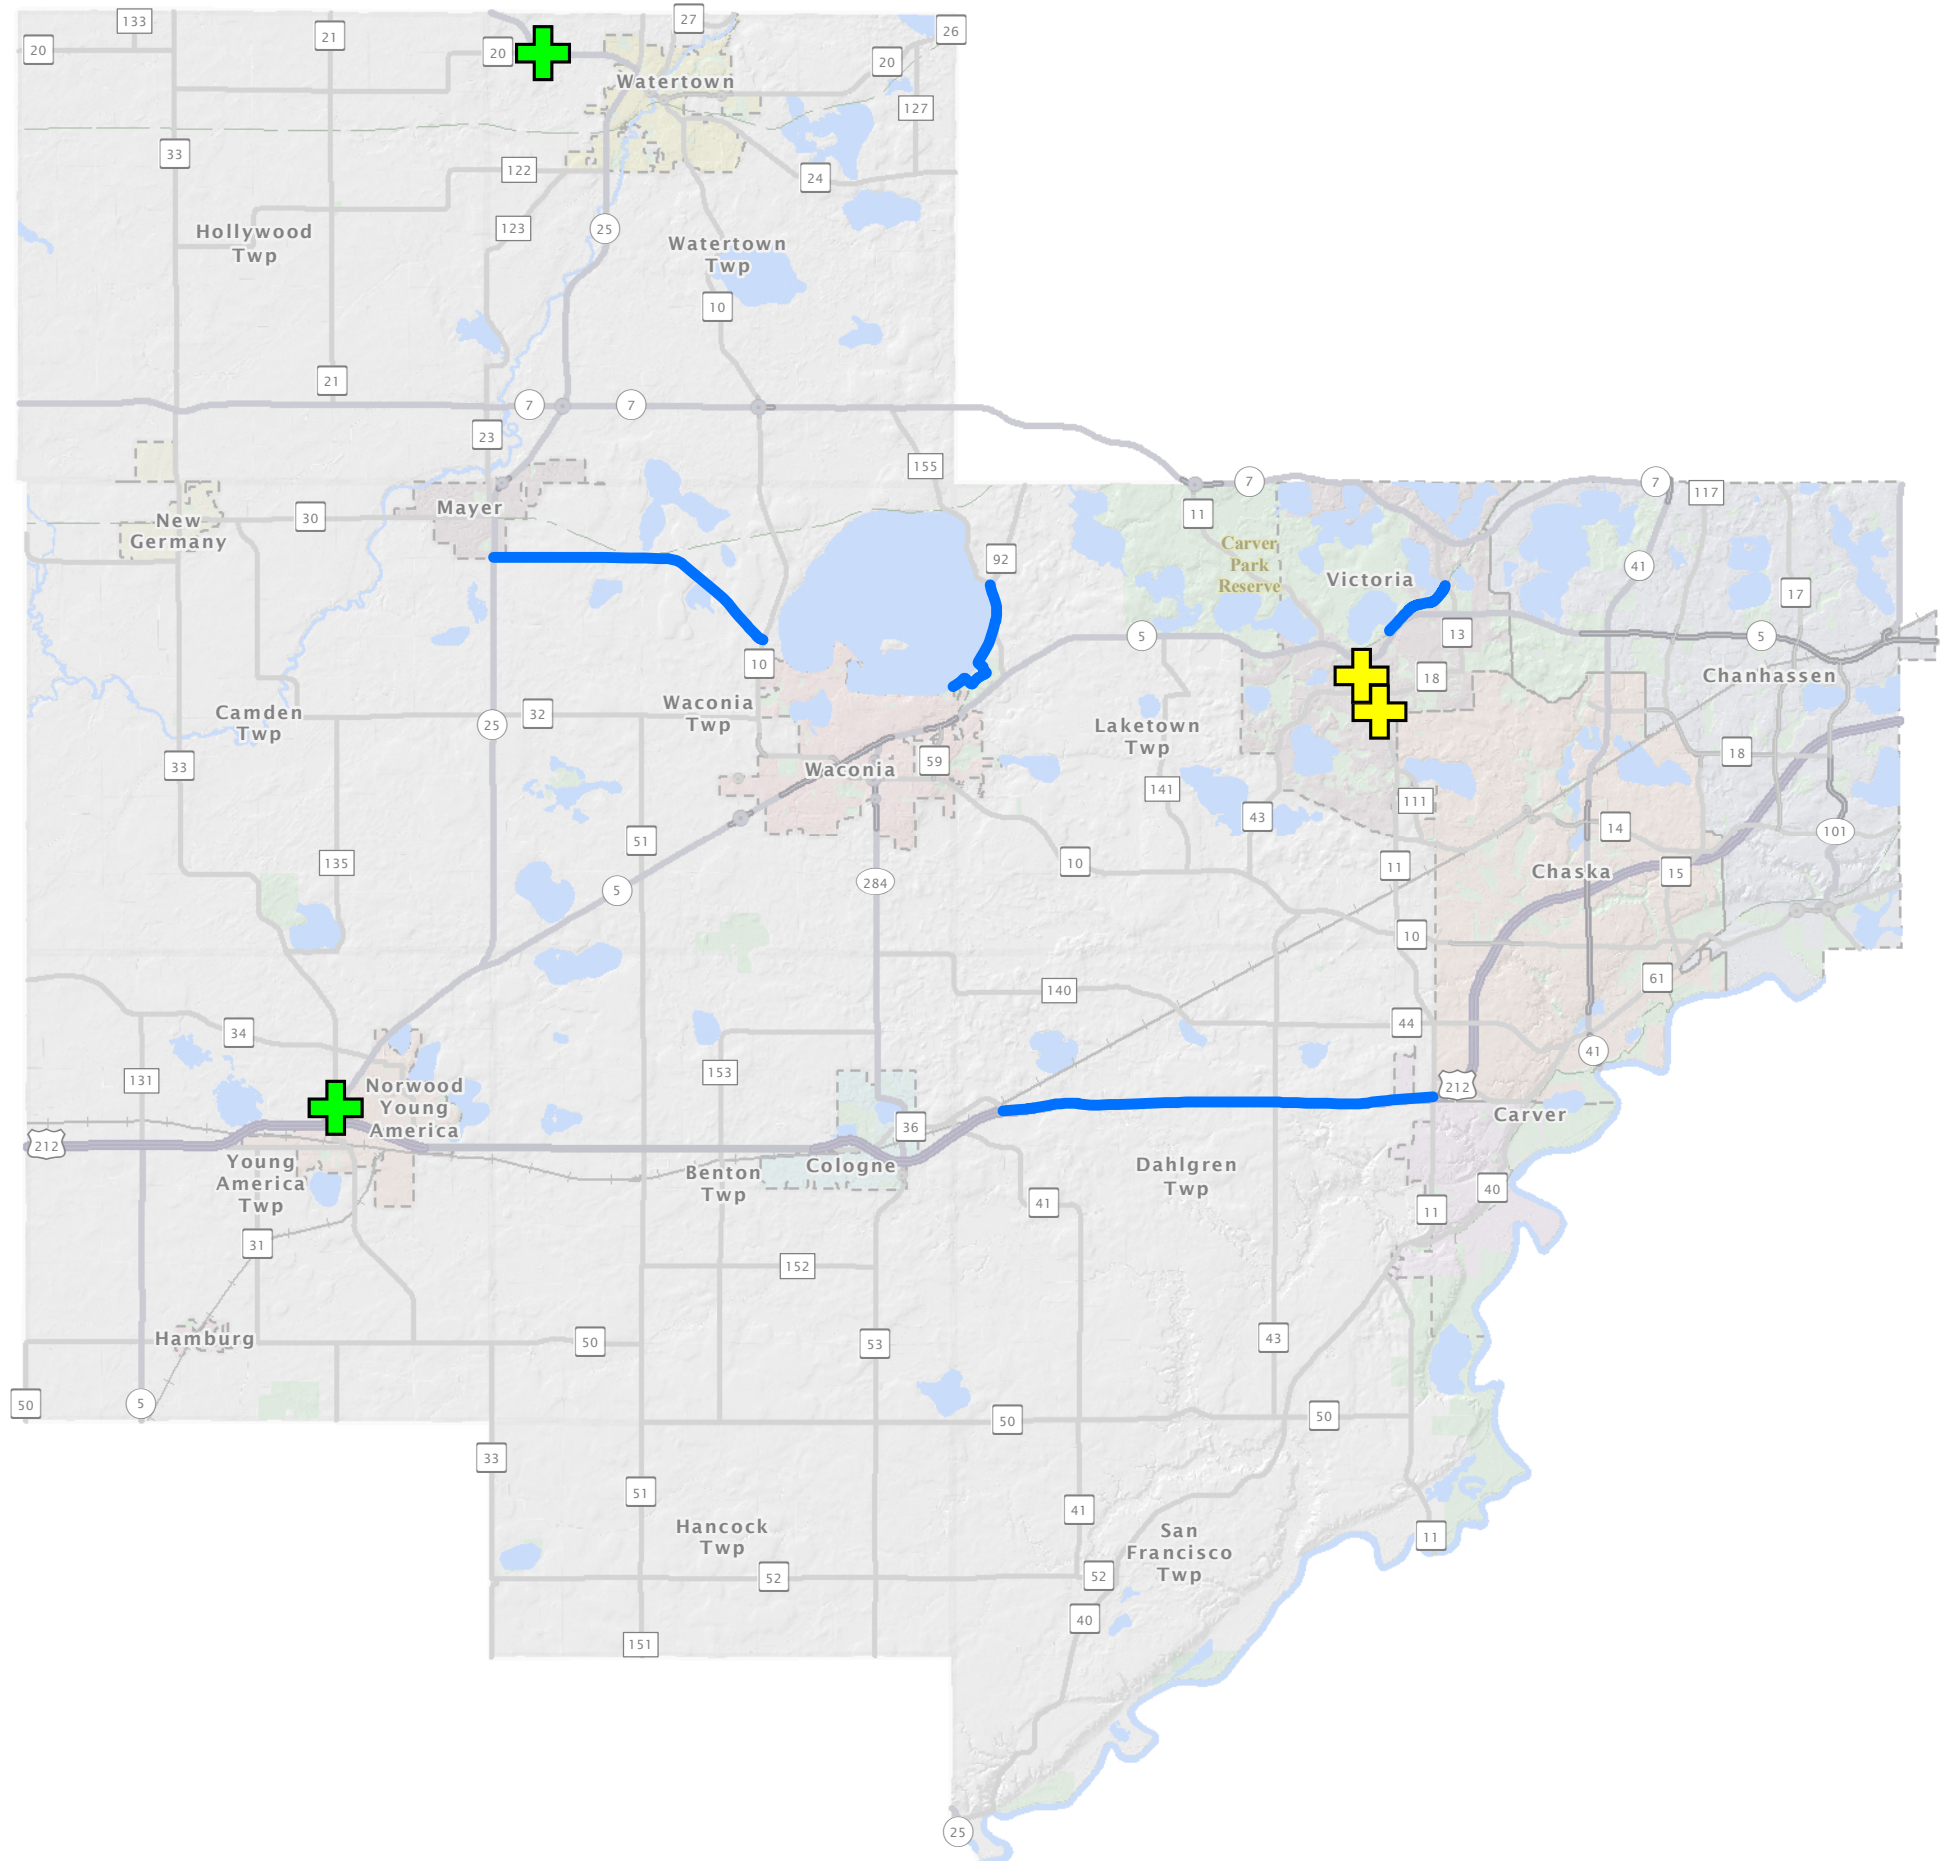 133
27
20
21
26
20
20
Watertown
127
33
122
24
123
25
Hollywood
Twp
Watertown
Twp
10
21
7
7
23
155
7
7
117
11
Mayer
30
New
Germany
Carver
Park
Reserve
92
41
Victoria
17
13
5
5
10
Chanhassen
18
Waconia
Twp
Camden
Twp
32
25
Laketown
Twp
18
33
59
Waconia
141
111
43
14
101
51
135
10
11
Chaska
15
284
5
10
61
140
44
34
41
153
131
Norwood
Young
America
212
Carver
36
212
Young
America
Twp
Benton
Twp
Cologne
Dahlgren
Twp
40
41
11
31
152
Hamburg
50
53
43
50
5
50
50
33
51
41
Hancock
Twp
San
Francisco
Twp
11
52
52
40
151
25